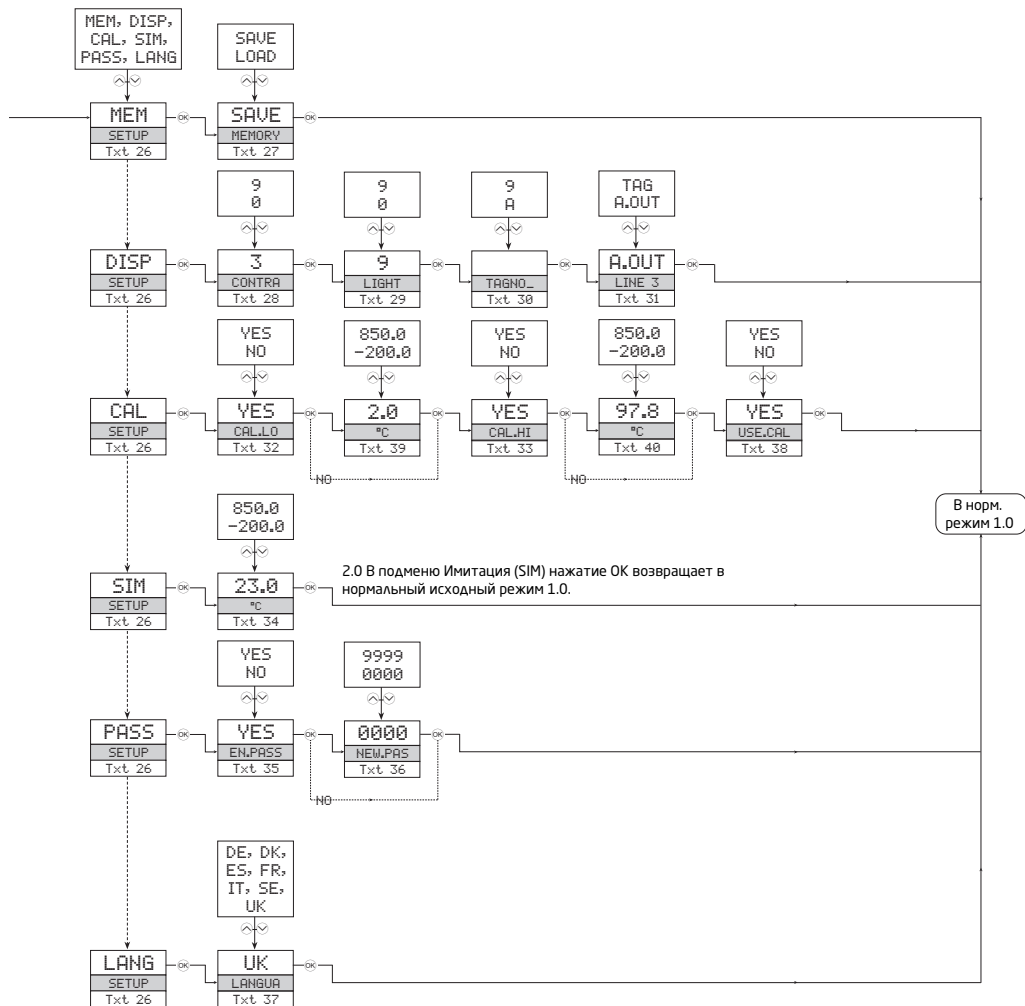 MEM, DISP,
CAL, SIM,
PASS, LANG
SAVE
LOAD
MEM
OK
SAVE
OK
SETUP
MEMORY
Txt 26
Txt 27
9
0
9
0
9
A
TAG
A.OUT
DISP
OK
3
OK
9
OK
OK
A.OUT
OK
SETUP
CONTRA
LIGHT
TAGNO_
LINE 3
Txt 26
Txt 28
Txt 29
Txt 30
Txt 31
YES
NO
850.0
-200.0
YES
NO
850.0
-200.0
YES
NO
CAL
OK
YES
OK
2.0
OK
YES
OK
97.8
OK
YES
OK
SETUP
CAL.LO
°C
CAL.HI
°C
USE.CAL
Txt 26
Txt 32
Txt 39
Txt 33
Txt 40
Txt 38
NO
NO
В норм.
режим 1.0
850.0
-200.0
2.0 В подменю Имитация (SIM) нажатие ОК возвращает в
нормальный исходный режим 1.0.
SIM
OK
23.0
OK
SETUP
°C
Txt 26
Txt 34
YES
NO
9999
0000
PASS
OK
YES
OK
0000
OK
SETUP
EN.PASS
NEW.PAS
Txt 26
Txt 35
Txt 36
NO
DE, DK,
ES, FR,
IT, SE,
UK
LANG
OK
UK
OK
SETUP
LANGUA
Txt 26
Txt 37